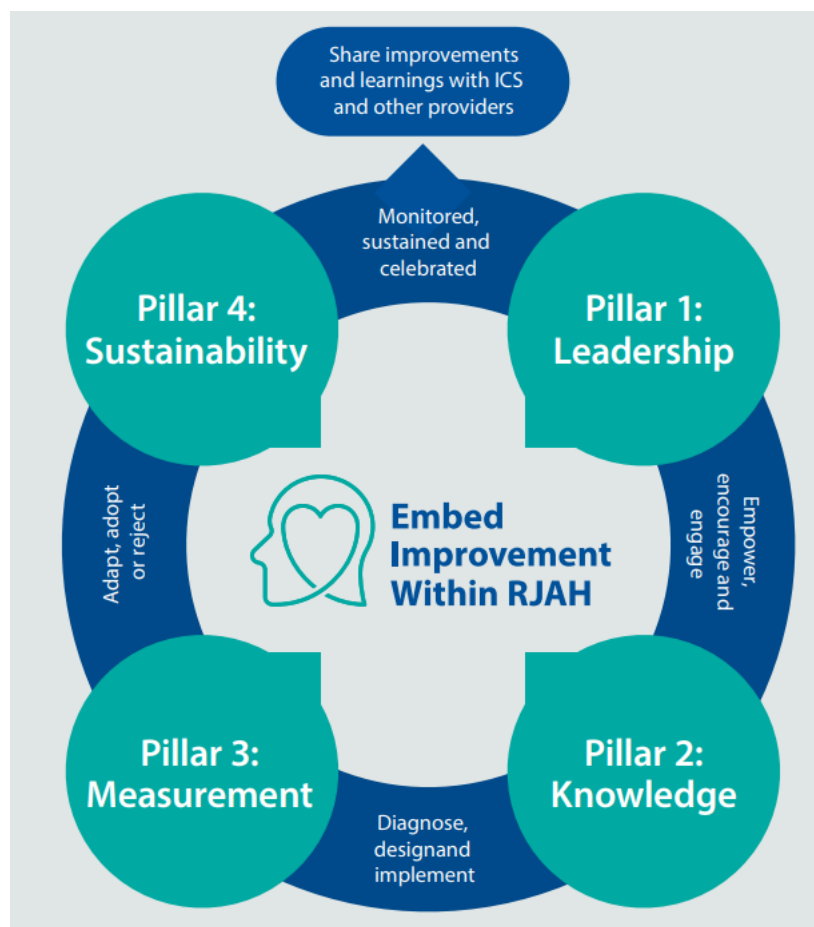 Share improvements
and learnings with ICS
and other providers
Monitored,
sustained and
celebrated
Pillar 4:
Sustainability
Pillar 1:
Leadership
Adapt, adopt
or reject
Embed
Improvement
Within RJAH
Empower,
encourage and
engage
Pillar 3:
Measurement
Pillar 2:
Knowledge
Diagnose,
designand
implement